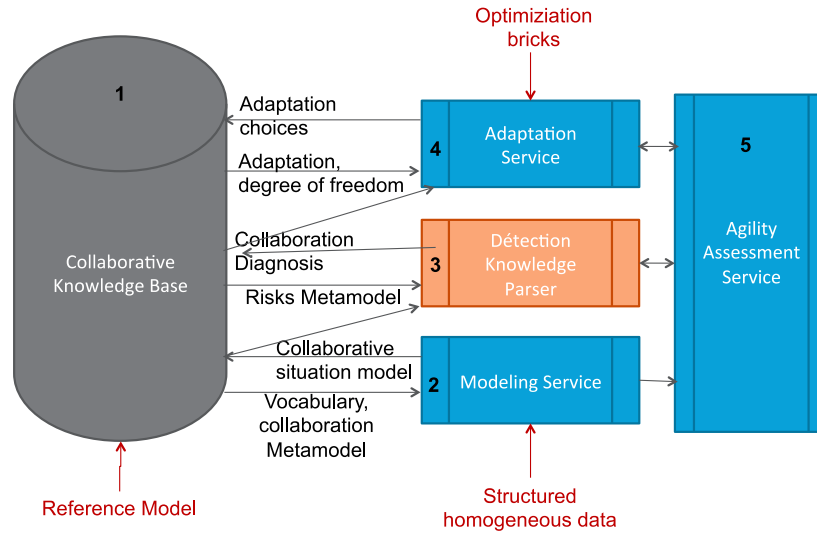 Optimiziation
bricks
1
Adaptation
choices
4
Adaptation
Service
5
Adaptation,
degree of freedom
Collaborative
Knowledge Base
Collaboration
Diagnosis
3
Détection
Knowledge
Parser
Agility
Assessment
Service
Risks Metamodel
Collaborative
situation model
2
Modeling Service
Vocabulary,
collaboration
Metamodel
Reference Model
Structured
homogeneous data